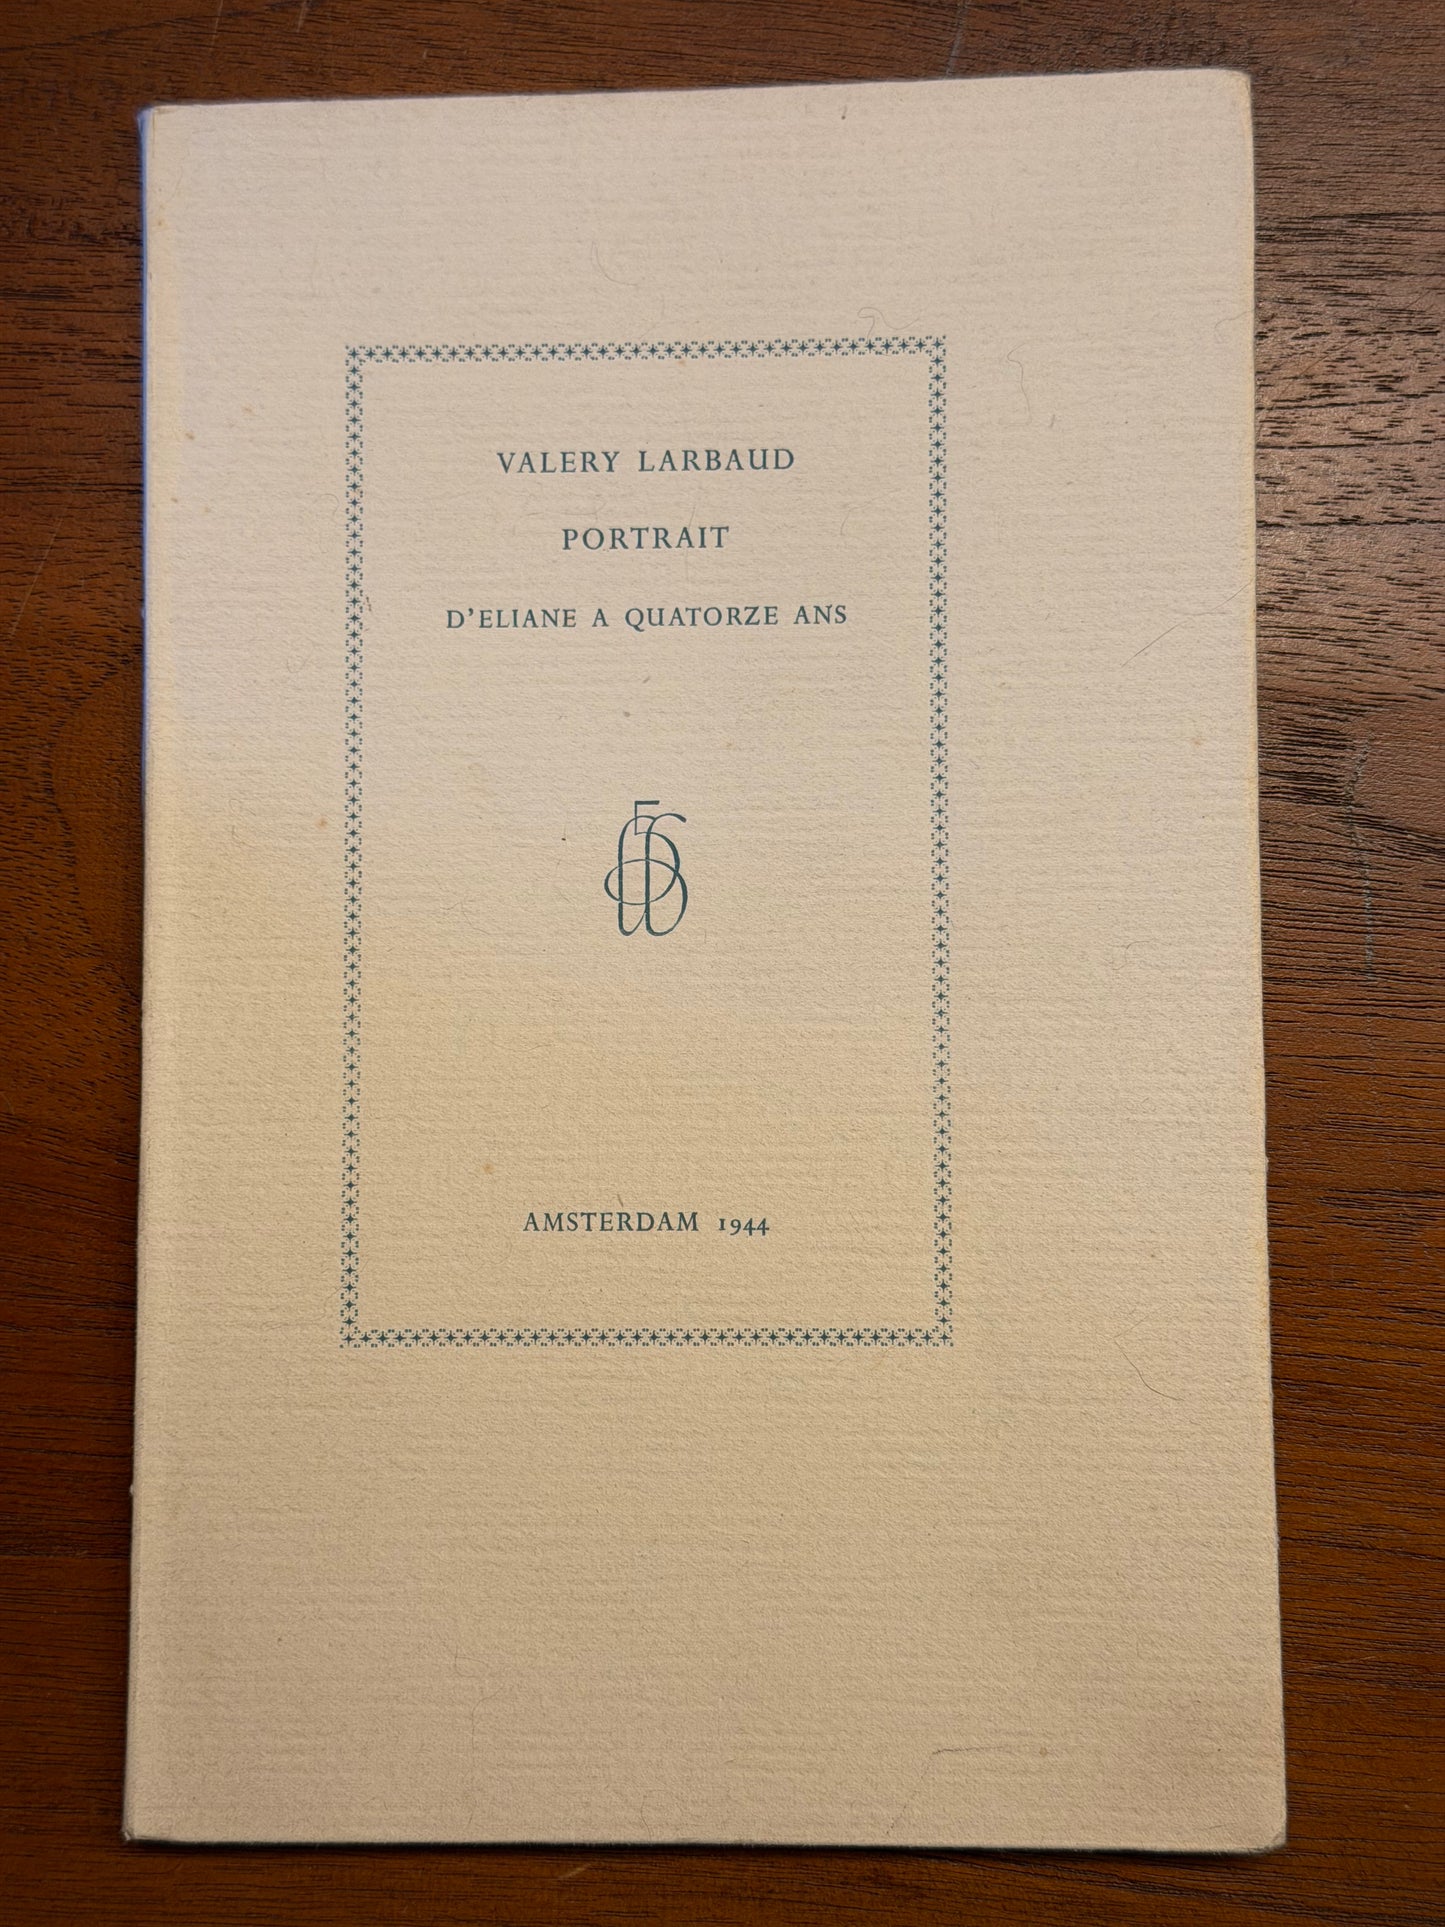 VALERY LARBAUD
PORTRAIT
D'ELIANE A QUATORZE ANS
AMSTERDAM 1944